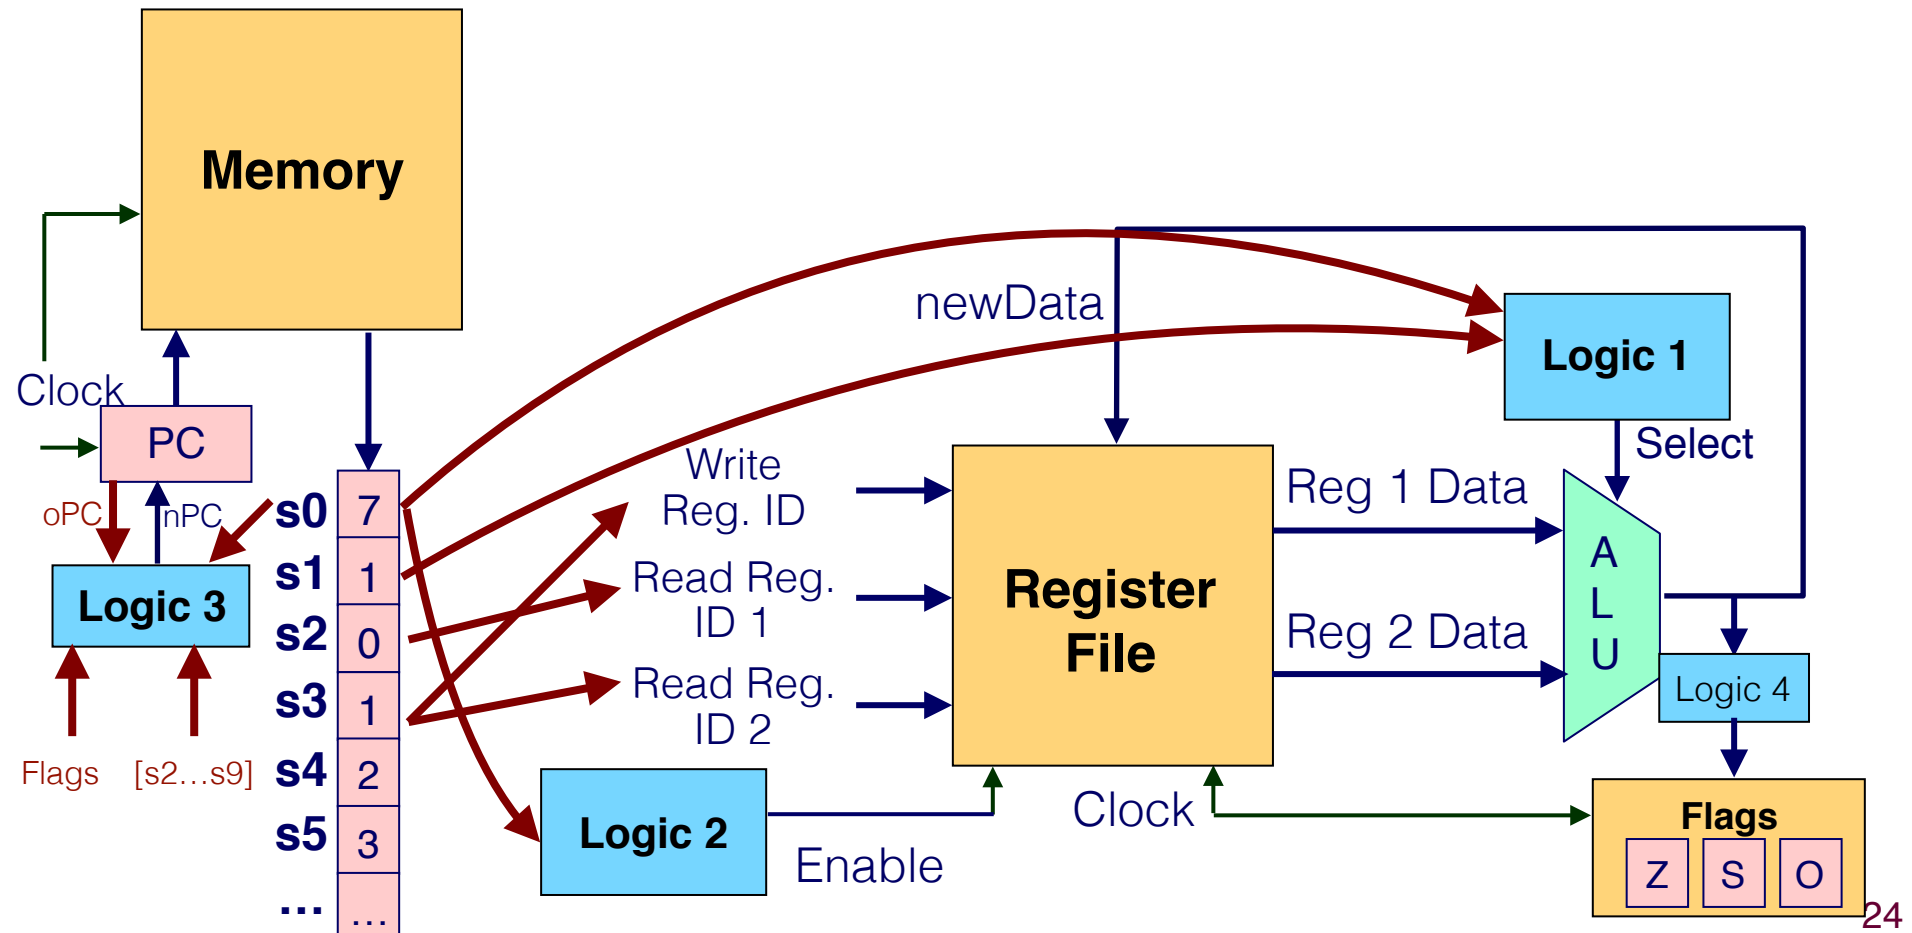 Memory
newData
Logic 1
Clock
PC
Select
Write
Reg. ID
Reg 1 Data
oPC
nPC
s0 7
s1 1
Read Reg.
ID 1
Register
File
A
L
U
Logic 3
s2 0
Reg 2 Data
s3 1
Read Reg.
ID 2
Logic 4
Flags
[s2...s9]
s4 2
Clock
s5 3
Logic 2
Enable
Flags
Z S O
... ...
24